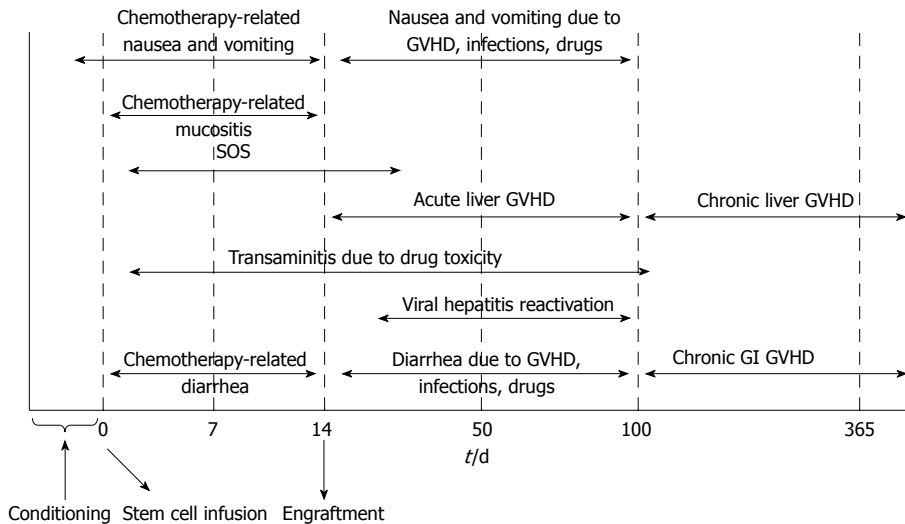 Chemotherapy-related
nausea and vomiting
Nausea and vomiting due to
GVHD, infections, drugs
Chemotherapy-related
mucositis
SOS
Acute liver GVHD
Chronic liver GVHD
Transaminitis due to drug toxicity
Viral hepatitis reactivation
Chemotherapy-related
diarrhea
Diarrhea due to GVHD,
infections, drugs
Chronic GI GVHD
0 7 14 50 100 365
t/d
Conditioning Stem cell infusion Engraftment